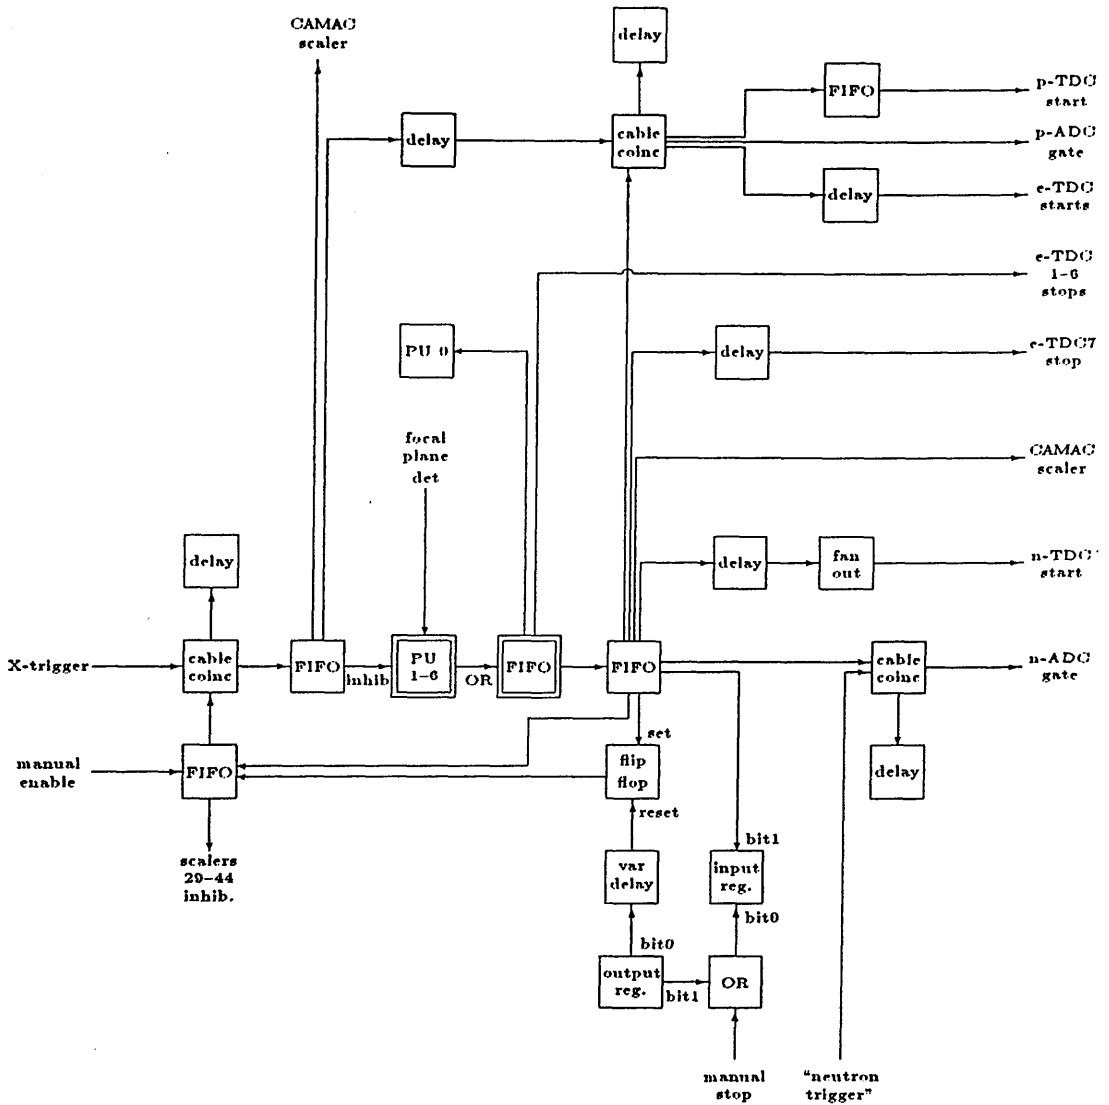 CAMAC
scaler
delay
FIFO
p-TDC
start
delay
cable
coinc
p-ADC
gate
delay
e-TDC
starts
e-TDC
1-6
stops
PU 0
delay
e-TDC7
stop
focal
plane
det
CAMAC
scaler
delay
delay
fan
out
n-TDC
start
X-trigger
cable
coinc
FIFO
inhib
PU
1-6
OR
FIFO
FIFO
cable
coinc
n-ADC
gate
set
manual
enable
FIFO
flip
flop
delay
reset
bit1
scalers
29-44
inhib.
var
delay
input
reg.
bit0
bit0
output
reg.
bit1
OR
manual
stop
"neutron
trigger"